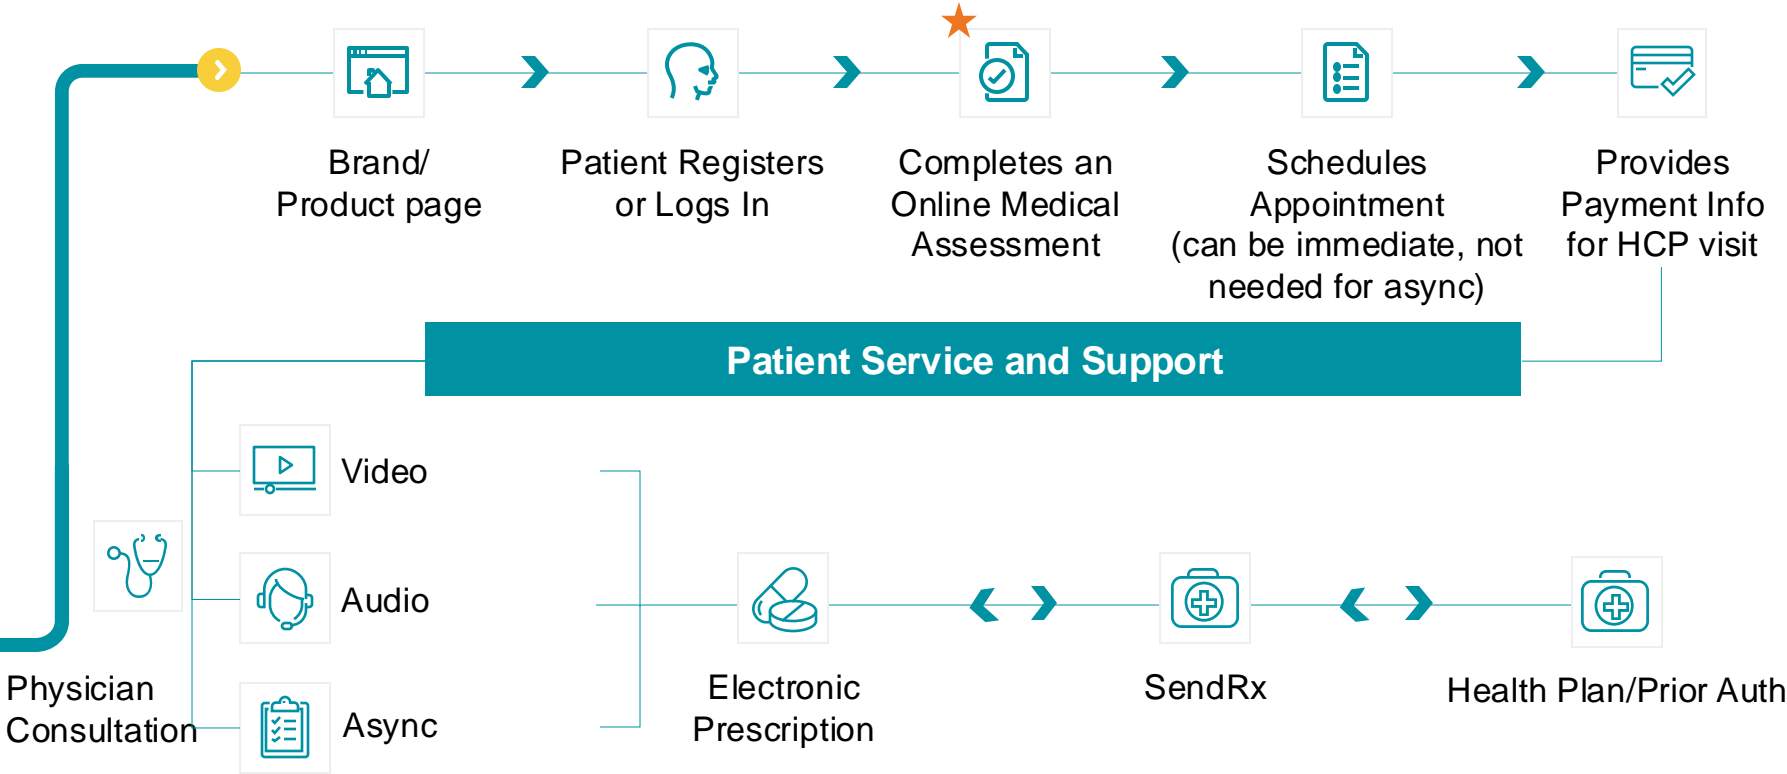 Brand/
Product page
Patient Registers
or Logs In
Completes an
Online Medical
Assessment
Schedules
Appointment
(can be immediate, not
needed for async)
Provides
Payment Info
for HCP visit
Patient Service and Support
Video
Audio
Async
Physician
Consultation
Electronic
Prescription
SendRx
Health Plan/Prior Auth